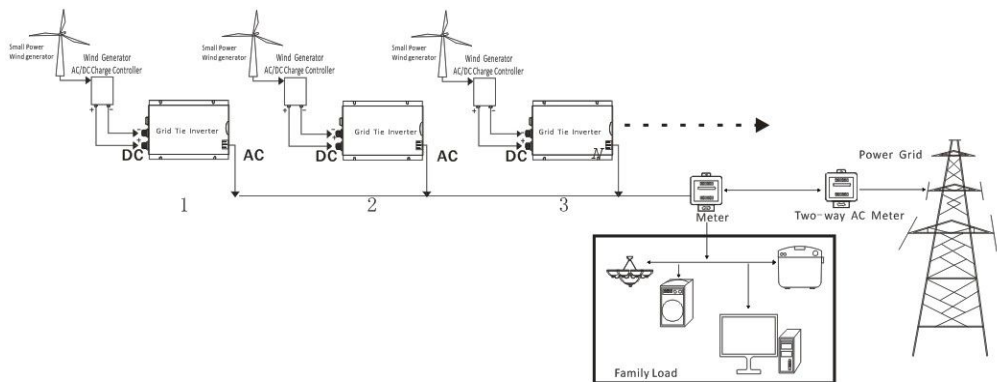 Small Power
Wind generator
Wind Generator
AC/DC Charge Controller
+ -
-
+
Grid Tie Inverter
DC
AC
1
Small Power
Wind generator
Wind Generator
AC/DC Charge Controller
+ -
-
+
Grid Tie Inverter
DC
AC
2
Small Power
Wind generator
Wind Generator
AC/DC Charge Controller
+ -
-
+
Grid Tie Inverter
DC
N
3
Meter
Two-way AC Meter
Power Grid
Family Load